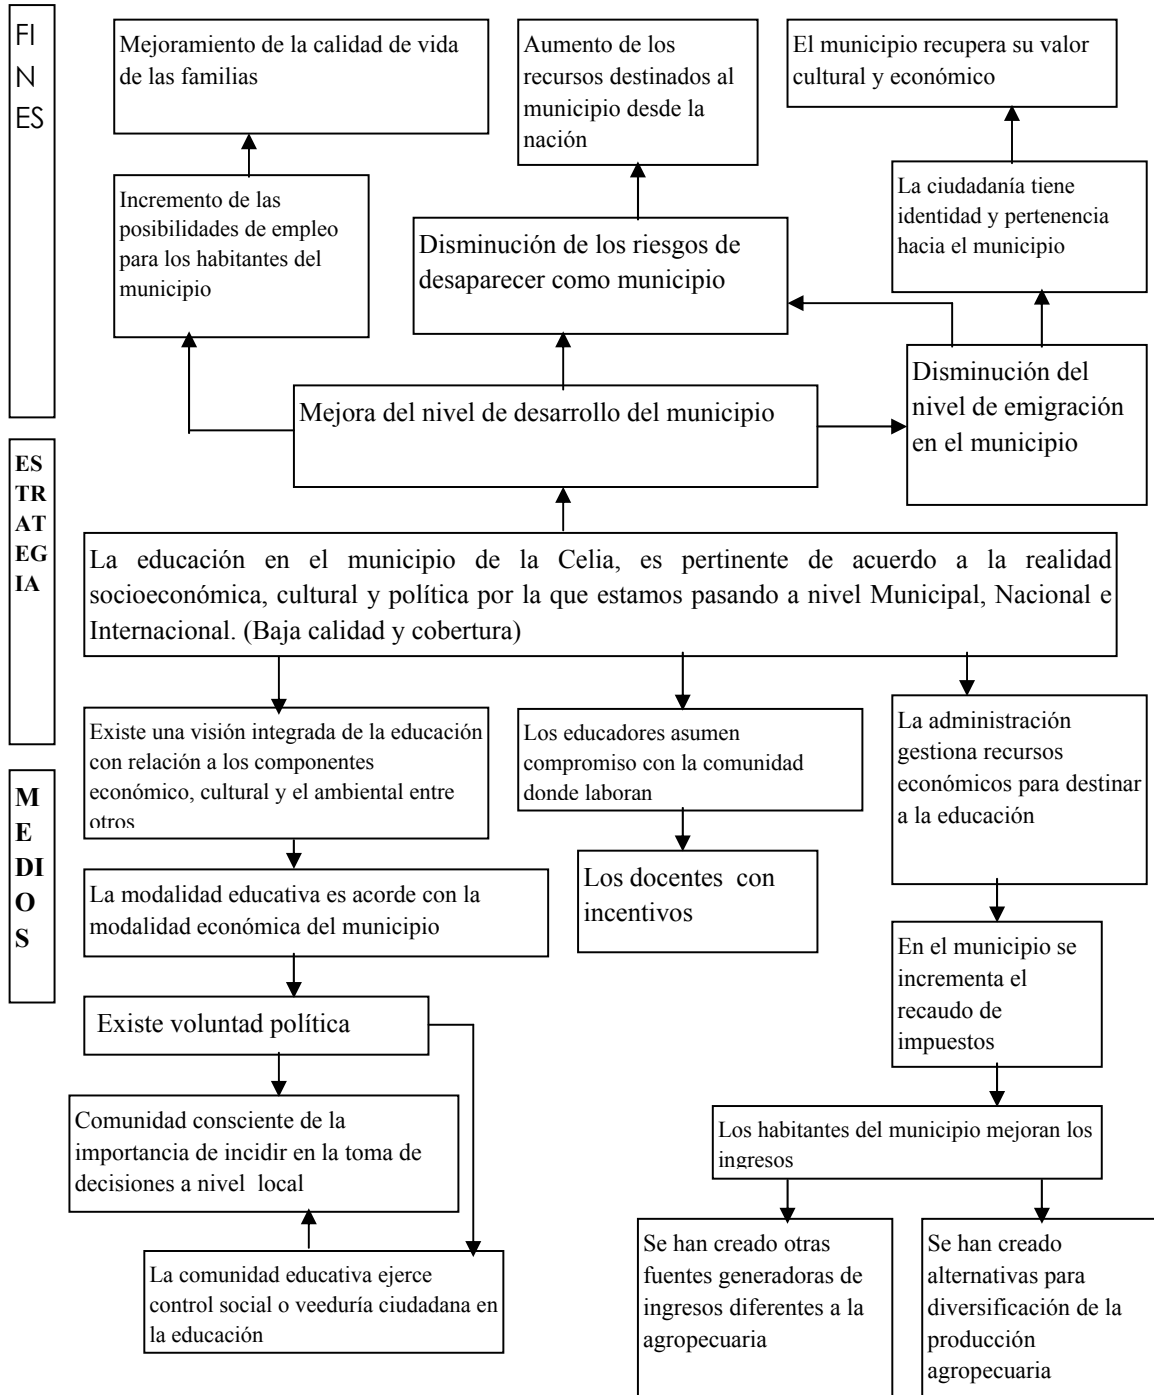 FI
N
ES
Mejoramiento de la calidad de vida
de las familias
Aumento de los
recursos destinados al
municipio desde la
nación
El municipio recupera su valor
cultural y económico
Incremento de las
posibilidades de empleo
para los habitantes del
municipio
Disminución de los riesgos de
desaparecer como municipio
La ciudadanía tiene
identidad y pertenencia
hacia el municipio
Mejora del nivel de desarrollo del municipio
Disminución del
nivel de emigración
en el municipio
ES
TR
AT
EG
IA
La educación en el municipio de la Celia, es pertinente de acuerdo a la realidad
socioeconómica, cultural y política por la que estamos pasando a nivel Municipal, Nacional e
Internacional. (Baja calidad y cobertura)
Existe una visión integrada de la educación
con relación a los componentes
económico, cultural y el ambiental entre
otros
Los educadores asumen
compromiso con la comunidad
donde laboran
La administración
gestiona recursos
económicos para destinar
a la educación
M
E
DI
O
S
La modalidad educativa es acorde con la
modalidad económica del municipio
Los docentes con
incentivos
En el municipio se
incrementa el
recaudo de
impuestos
Existe voluntad política
Comunidad consciente de la
importancia de incidir en la toma de
decisiones a nivel local
Los habitantes del municipio mejoran los
ingresos
La comunidad educativa ejerce
control social o veeduría ciudadana en
la educación
Se han creado otras
fuentes generadoras de
ingresos diferentes a la
agropecuaria
Se han creado
alternativas para
diversificación de la
producción
agropecuaria